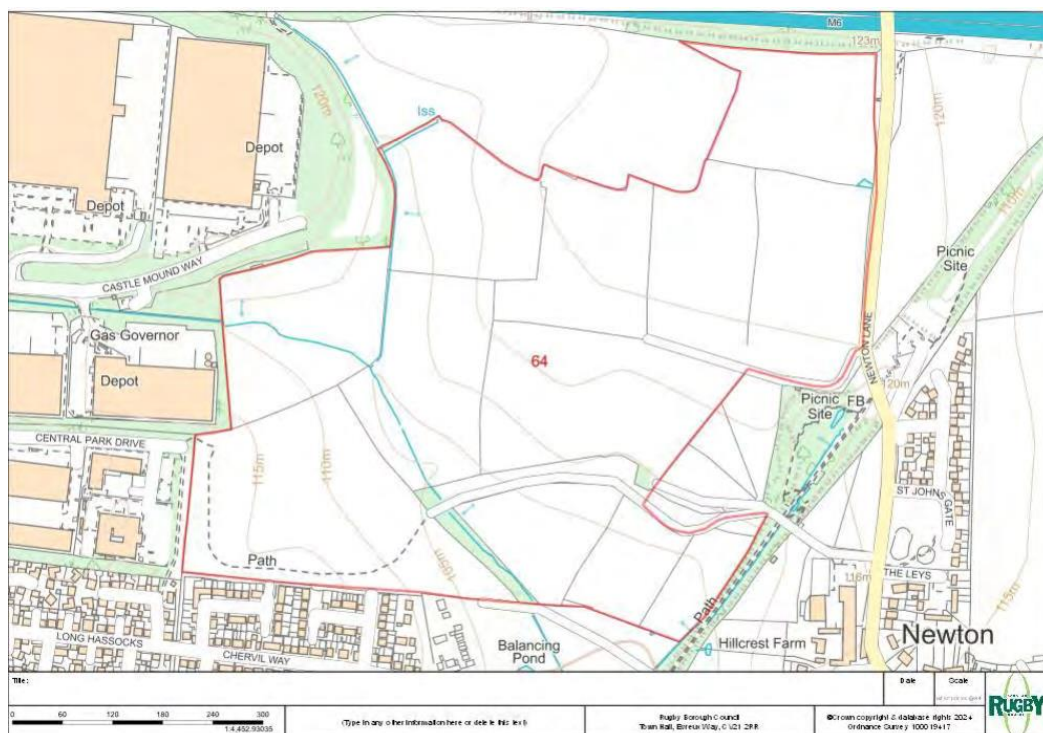 M6
123m
120m
Iss
120m
Depot
110m
Depot
Picnic
Site
CASTLE MOUND WAY
NEWTON LANE
Gas Governor
64
Depot
120m
Picnic
Site
FB
CENTRAL PARK DRIVE
115m
110m
ST JOHNS GATE
Path
105m
THE LEYS
116m
115m
Path
LONG HASSOCKS
CHERVIL WAY
Balancing
Pond
Hillcrest Farm
Newton
Title:
Date
Scale
0 60 120 180 240 300
1:4,452.93035
(Type in any other information here or delete this text)
Rugby Borough Council
Town Hall, Evreux Way, CV21 2RR
©Crown copyright & database rights 2024
Ordnance Survey 100019417
RUGBY